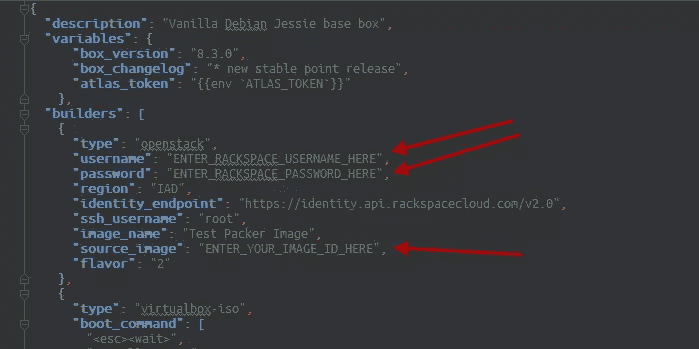 {
"description": "Vanilla Debian Jessie base box",
"variables": {
"box_version": "8.3.0",
"box_changelog": "* new stable point release",
"atlas_token": "{{env `ATLAS_TOKEN`}}"
},
"builders": [
{
"type": "openstack",
"username": "ENTER_RACKSPACE_USERNAME_HERE",
"password": "ENTER_RACKSPACE_PASSWORD_HERE",
"region": "IAD",
"identity_endpoint": "https://identity.api.rackspacecloud.com/v2.0",
"ssh_username": "root",
"image_name": "Test Packer Image",
"source_image": "ENTER_YOUR_IMAGE_ID_HERE",
"flavor": "2"
},
{
"type": "virtualbox-iso",
"boot_command": [
"<esc><wait>",